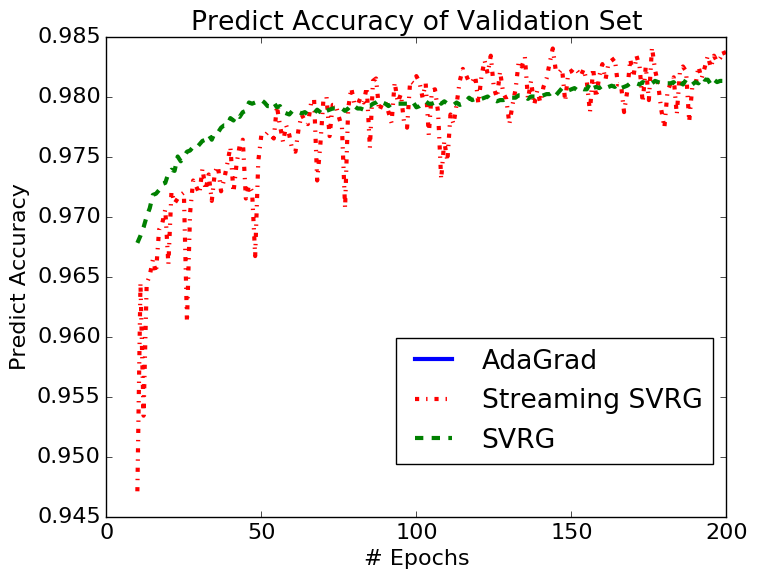 Predict Accuracy of Validation Set
Predict Accuracy
0.985
0.980
0.975
0.970
0.965
0.960
0.955
0.950
0.945
AdaGrad
Streaming SVRG
SVRG
0
50
100
150
200
# Epochs